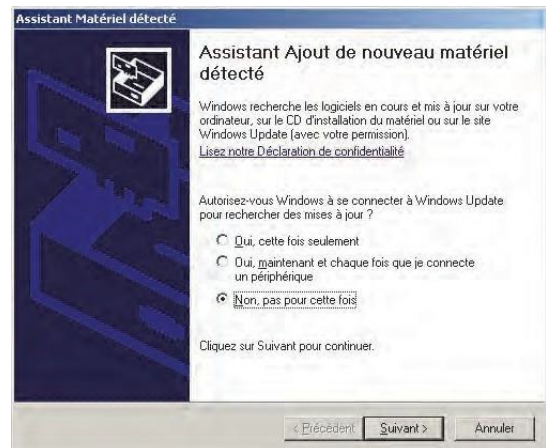 Assistant Matériel détecté
Assistant Ajout de nouveau matériel
détecté
Windows recherche les logiciels en cours et mis à jour sur votre
ordinateur, sur le CD d'installation du matériel ou sur le site
Windows Update (avec votre permission).
Lisez notre Déclaration de confidentialité
Autorisez-vous Windows à se connecter à Windows Update
pour rechercher des mises à jour ?
Oui, cette fois seulement
Oui, maintenant et chaque fois que je connecte
un périphérique
Non, pas pour cette fois
Cliquez sur Suivant pour continuer.
< Précédent Suivant > Annuler